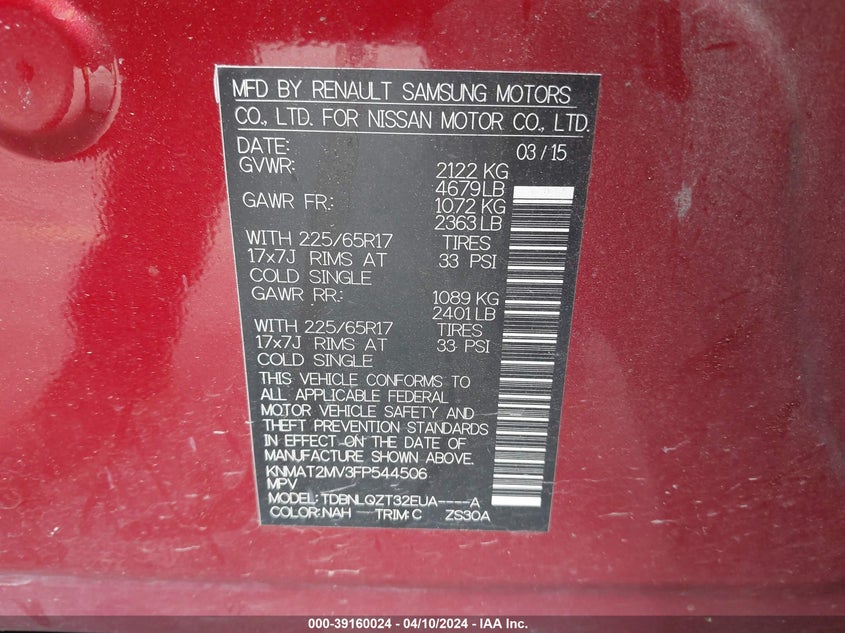 MFD BY RENAULT SAMSUNG MOTORS
CO., LTD. FOR NISSAN MOTOR CO., LTD.
DATE: 03/15
GVWR: 2122 KG
4679 LB
GAWR FR.: 1072 KG
2363 LB
WITH 225/65R17 TIRES
17x7J RIMS AT 33 PSI
COLD SINGLE
GAWR RR.: 1089 KG
2401 LB
WITH 225/65R17 TIRES
17x7J RIMS AT 33 PSI
COLD SINGLE
THIS VEHICLE CONFORMS TO
ALL APPLICABLE FEDERAL
MOTOR VEHICLE SAFETY AND
THEFT PREVENTION STANDARDS
IN EFFECT ON THE DATE OF
MANUFACTURE SHOWN ABOVE.
KNMAT2MV3FP544506
MPV
MODEL: TDBNLQZT32EUA----A
COLOR: NAH TRIM: C ZS30A
000-39160024 - 04/10/2024 - IAA Inc.